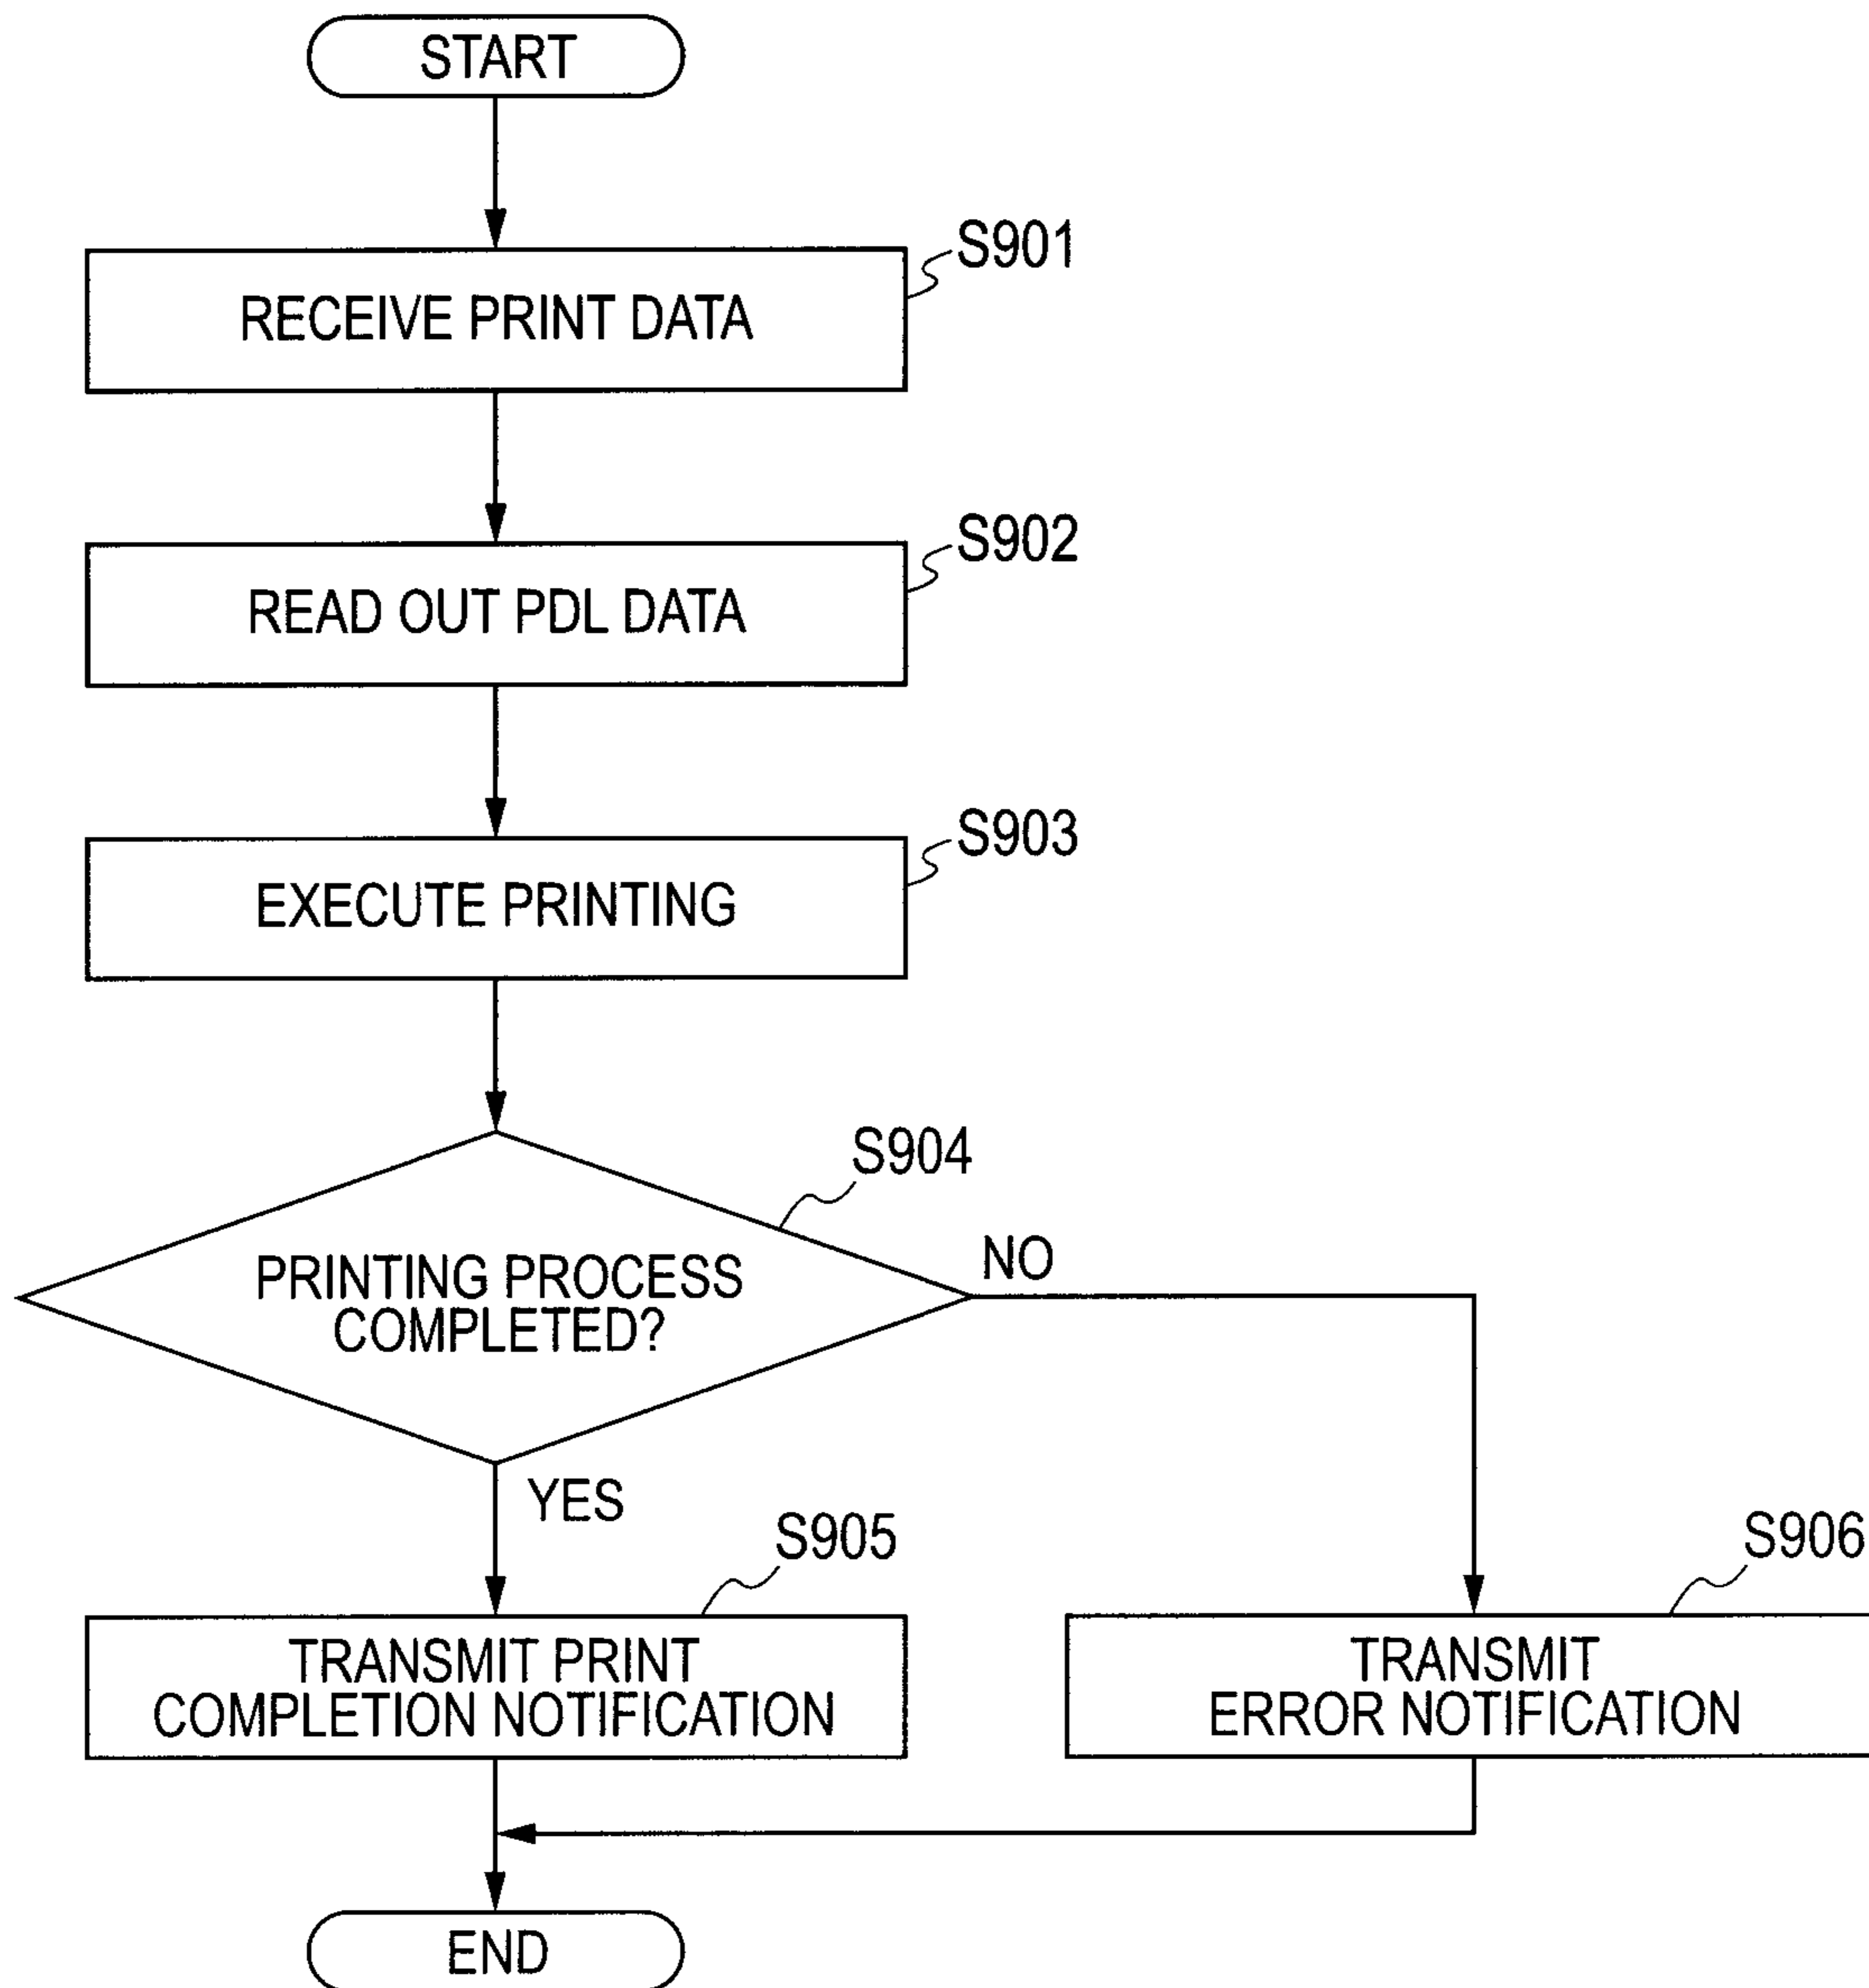 START
S901
RECEIVE PRINT DATA
S902
READ OUT PDL DATA
S903
EXECUTE PRINTING
S904
PRINTING PROCESS
COMPLETED?
NO
YES
S905
TRANSMIT PRINT
COMPLETION NOTIFICATION
S906
TRANSMIT
ERROR NOTIFICATION
END